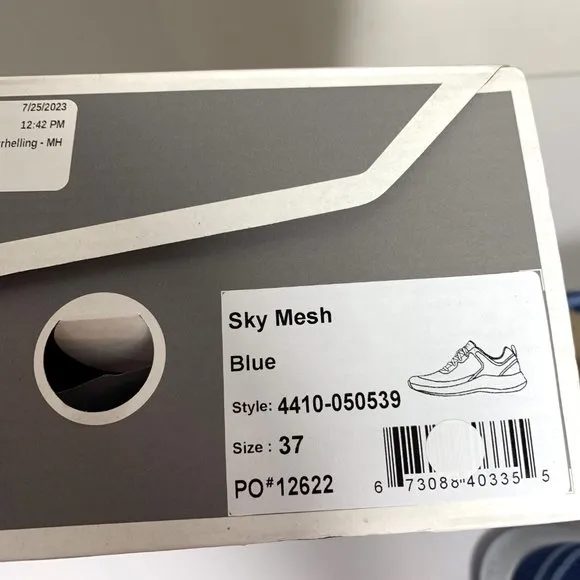 7/25/2023
12:42 PM
- MH
Sky Mesh
Blue
Style: 4410-050539
Size : 37
PO#12622
6 73088 40335 5